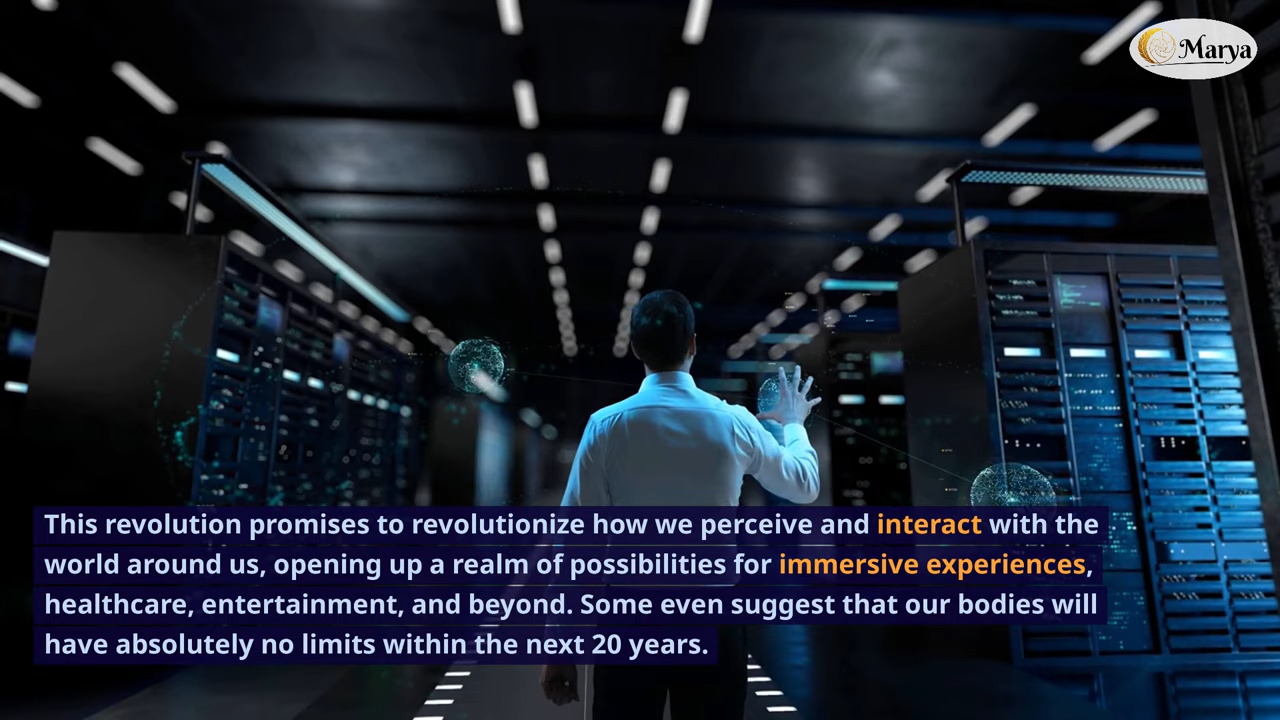 Marya
This revolution promises to revolutionize how we perceive and interact with the
world around us, opening up a realm of possibilities for immersive experiences,
healthcare, entertainment, and beyond. Some even suggest that our bodies will
have absolutely no limits within the next 20 years.